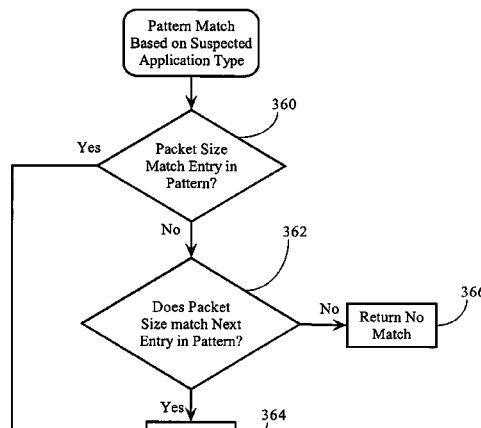 Pattern Match
Based on Suspected
Application Type
360
Yes
Packet Size
Match Entry in
Pattern?
No
362
Does Packet
Size match Next
Entry in Pattern?
No
Return No
Match
366
Yes
364